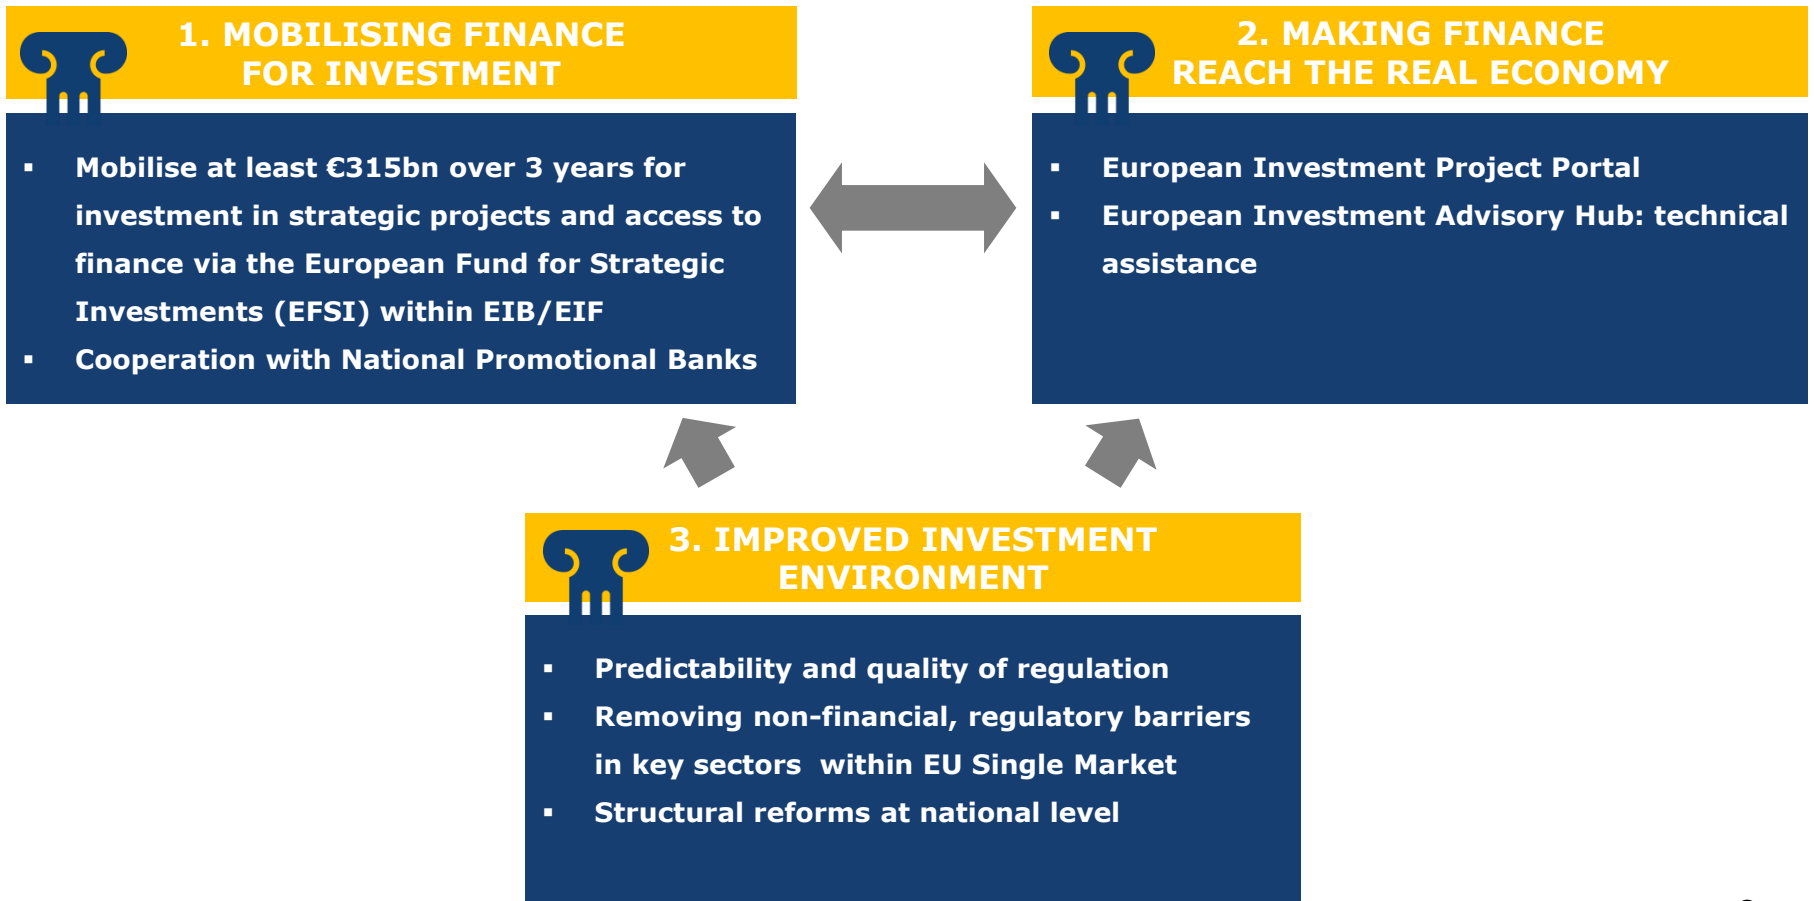 1. MOBILISING FINANCE
FOR INVESTMENT
▪ Mobilise at least €315bn over 3 years for
investment in strategic projects and access to
finance via the European Fund for Strategic
Investments (EFSI) within EIB/EIF
▪ Cooperation with National Promotional Banks
2. MAKING FINANCE
REACH THE REAL ECONOMY
▪ European Investment Project Portal
▪ European Investment Advisory Hub: technical
assistance
3. IMPROVED INVESTMENT
ENVIRONMENT
▪ Predictability and quality of regulation
▪ Removing non-financial, regulatory barriers
in key sectors  within EU Single Market
▪ Structural reforms at national level